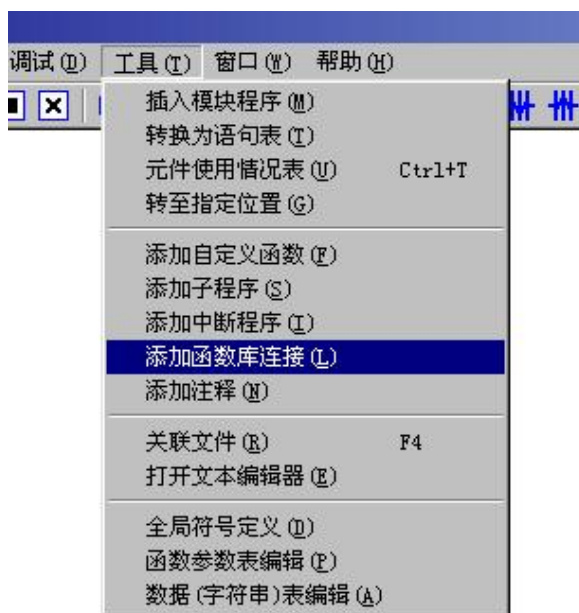 调试(D) 工具(T) 窗口(W) 帮助(H)
插入模块程序(M)
转换为语句表(T)
元件使用情况表(U) Ctrl+T
转至指定位置(G)
添加自定义函数(F)
添加子程序(S)
添加中断程序(I)
添加函数库连接(L)
添加注释(N)
关联文件(R) F4
打开文本编辑器(E)
全局符号定义(D)
函数参数表编辑(P)
数据(字符串)表编辑(A)